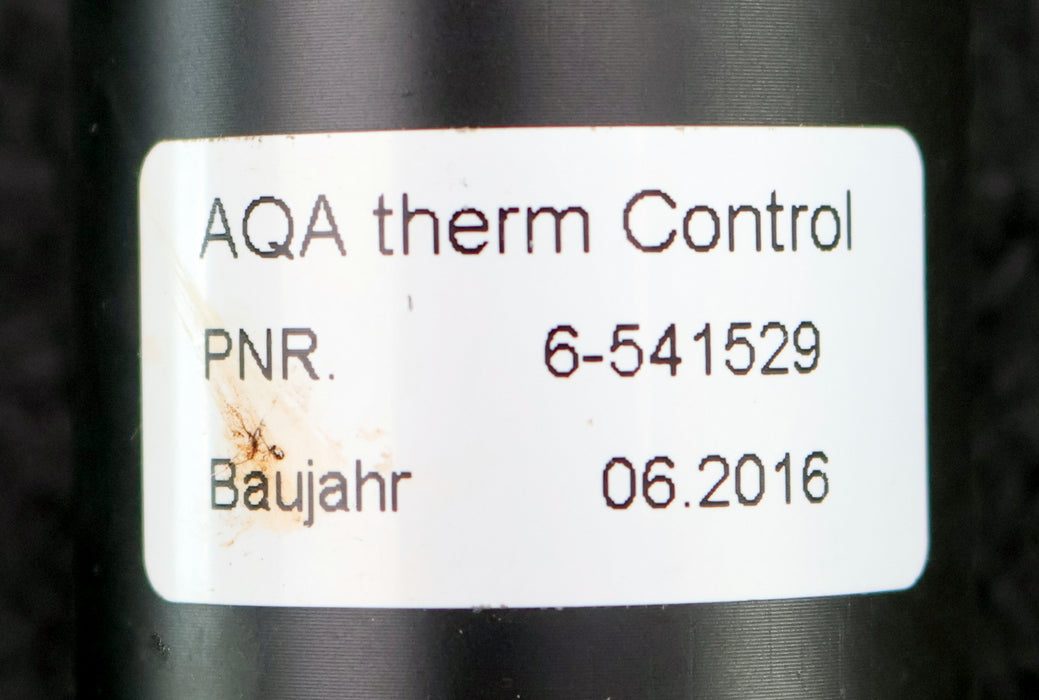 AQA therm Control
PNR. 6-541529
Baujahr 06.2016